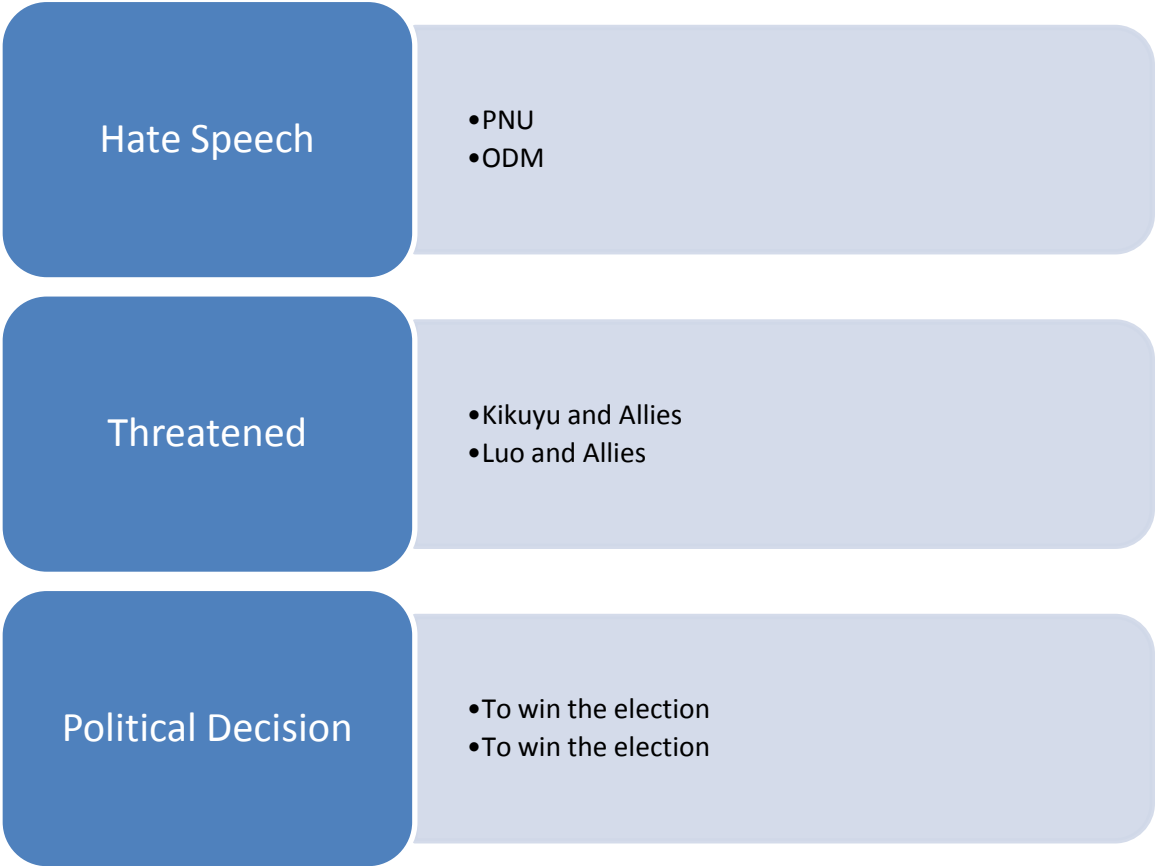 Hate Speech
•PNU
•ODM
Threatened
•Kikuyu and Allies
•Luo and Allies
Political Decision
•To win the election
•To win the election